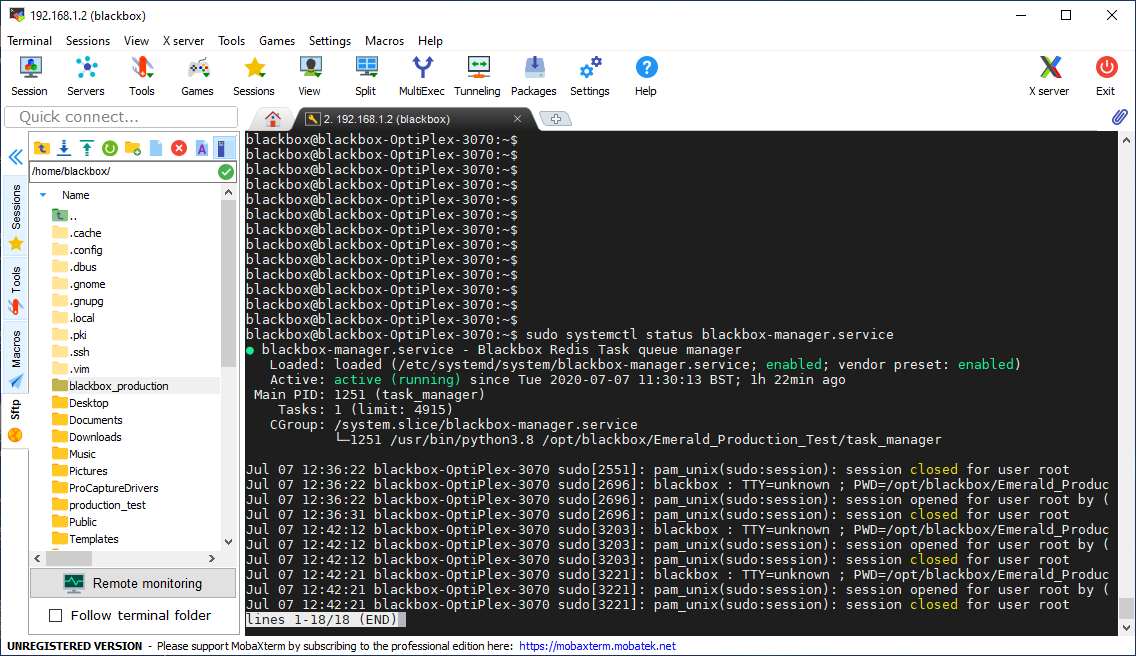 192.168.1.2 (blackbox)
Terminal Sessions View X server Tools Games Settings Macros Help
Session Servers Tools Games Sessions View Split MultiExec Tunneling Packages Settings Help X server Exit
Quick connect...
2. 192.168.1.2 (blackbox)
Sessions
Tools
Macros
Sftp
/home/blackbox/
Name
..
.cache
.config
.dbus
.gnome
.gnupg
.local
.pki
.ssh
.vim
blackbox_production
Desktop
Documents
Downloads
Music
Pictures
ProCaptureDrivers
production_test
Public
Templates
Remote monitoring
Follow terminal folder
blackbox@blackbox-OptiPlex-3070:~$
blackbox@blackbox-OptiPlex-3070:~$
blackbox@blackbox-OptiPlex-3070:~$
blackbox@blackbox-OptiPlex-3070:~$
blackbox@blackbox-OptiPlex-3070:~$
blackbox@blackbox-OptiPlex-3070:~$
blackbox@blackbox-OptiPlex-3070:~$
blackbox@blackbox-OptiPlex-3070:~$
blackbox@blackbox-OptiPlex-3070:~$
blackbox@blackbox-OptiPlex-3070:~$
blackbox@blackbox-OptiPlex-3070:~$
blackbox@blackbox-OptiPlex-3070:~$
blackbox@blackbox-OptiPlex-3070:~$
blackbox@blackbox-OptiPlex-3070:~$ sudo systemctl status blackbox-manager.service
● blackbox-manager.service - Blackbox Redis Task queue manager
Loaded: loaded (/etc/systemd/system/blackbox-manager.service; enabled; vendor preset: enabled)
Active: active (running) since Tue 2020-07-07 11:30:13 BST; 1h 22min ago
Main PID: 1251 (task_manager)
Tasks: 1 (limit: 4915)
CGroup: /system.slice/blackbox-manager.service
└─1251 /usr/bin/python3.8 /opt/blackbox/Emerald_Production_Test/task_manager
Jul 07 12:36:22 blackbox-OptiPlex-3070 sudo[2551]: pam_unix(sudo:session): session closed for user root
Jul 07 12:36:22 blackbox-OptiPlex-3070 sudo[2696]: blackbox : TTY=unknown ; PWD=/opt/blackbox/Emerald_Produc
Jul 07 12:36:22 blackbox-OptiPlex-3070 sudo[2696]: pam_unix(sudo:session): session opened for user root by (
Jul 07 12:36:31 blackbox-OptiPlex-3070 sudo[2696]: pam_unix(sudo:session): session closed for user root
Jul 07 12:42:12 blackbox-OptiPlex-3070 sudo[3203]: blackbox : TTY=unknown ; PWD=/opt/blackbox/Emerald_Produc
Jul 07 12:42:12 blackbox-OptiPlex-3070 sudo[3203]: pam_unix(sudo:session): session opened for user root by (
Jul 07 12:42:12 blackbox-OptiPlex-3070 sudo[3203]: pam_unix(sudo:session): session closed for user root
Jul 07 12:42:21 blackbox-OptiPlex-3070 sudo[3221]: blackbox : TTY=unknown ; PWD=/opt/blackbox/Emerald_Produc
Jul 07 12:42:21 blackbox-OptiPlex-3070 sudo[3221]: pam_unix(sudo:session): session opened for user root by (
Jul 07 12:42:21 blackbox-OptiPlex-3070 sudo[3221]: pam_unix(sudo:session): session closed for user root
lines 1-18/18 (END)
UNREGISTERED VERSION - Please support MobaXterm by subscribing to the professional edition here: https://mobaxterm.mobatek.net